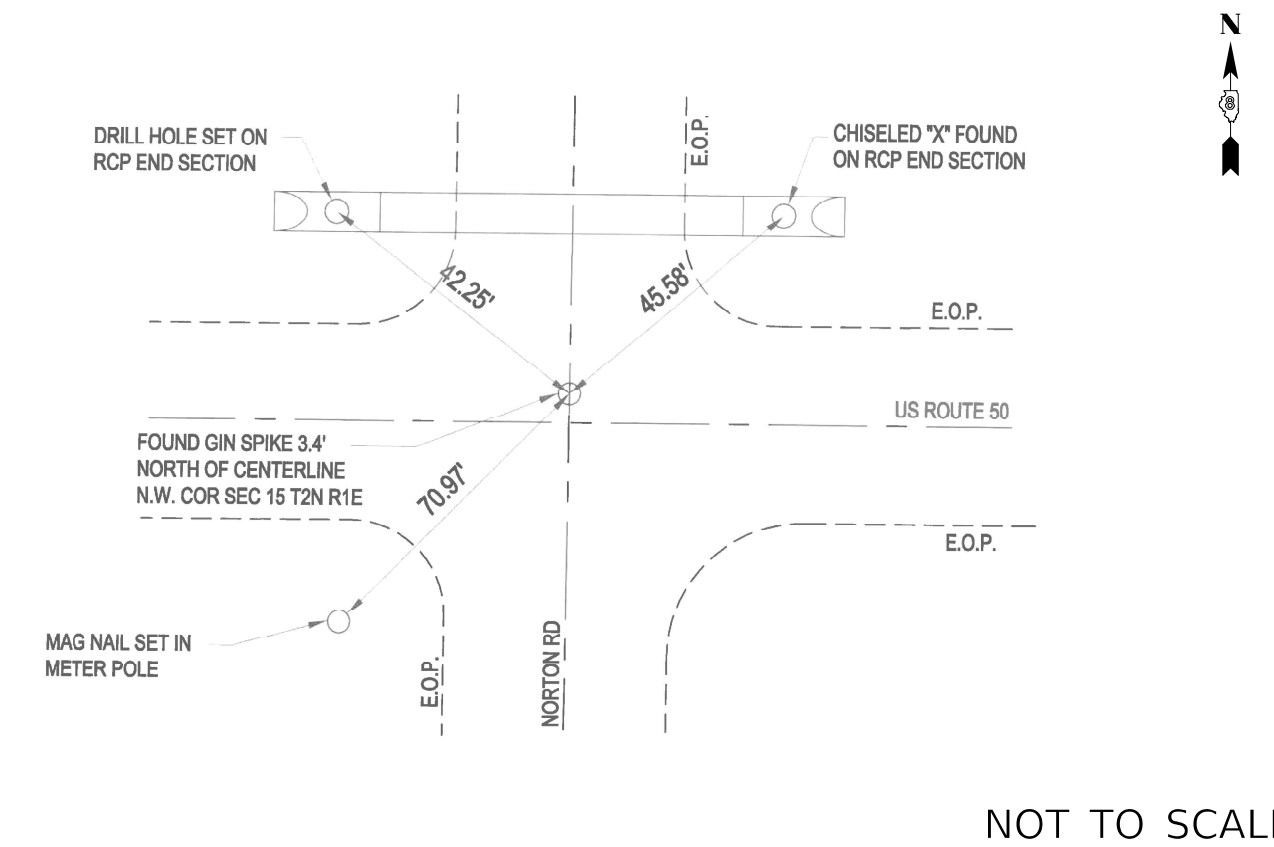 N
8
DRILL HOLE SET ON
RCP END SECTION
E.O.P.
CHISELED "X" FOUND
ON RCP END SECTION
42.25'
45.58'
E.O.P.
US ROUTE 50
FOUND GIN SPIKE 3.4'
NORTH OF CENTERLINE
N.W. COR SEC 15 T2N R1E
70.97'
E.O.P.
MAG NAIL SET IN
METER POLE
E.O.P.
NORTON RD
NOT TO SCAL